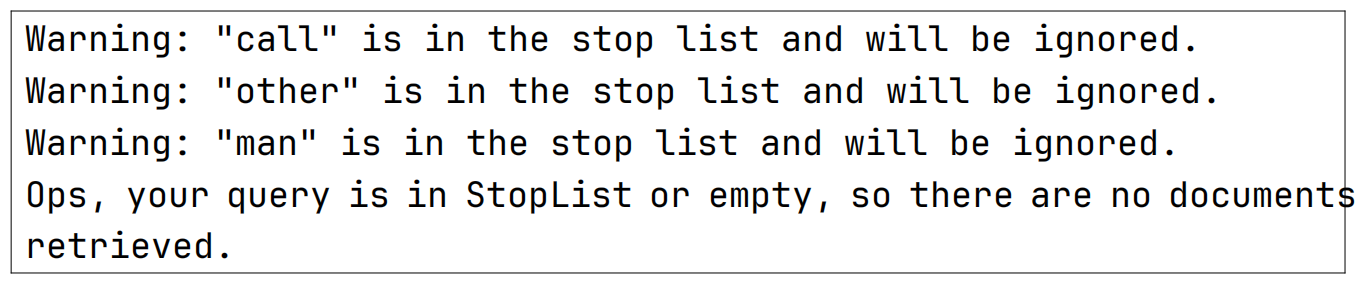 Warning: "call" is in the stop list and will be ignored.
Warning: "other" is in the stop list and will be ignored.
Warning: "man" is in the stop list and will be ignored.
Ops, your query is in StopList or empty, so there are no documents
retrieved.